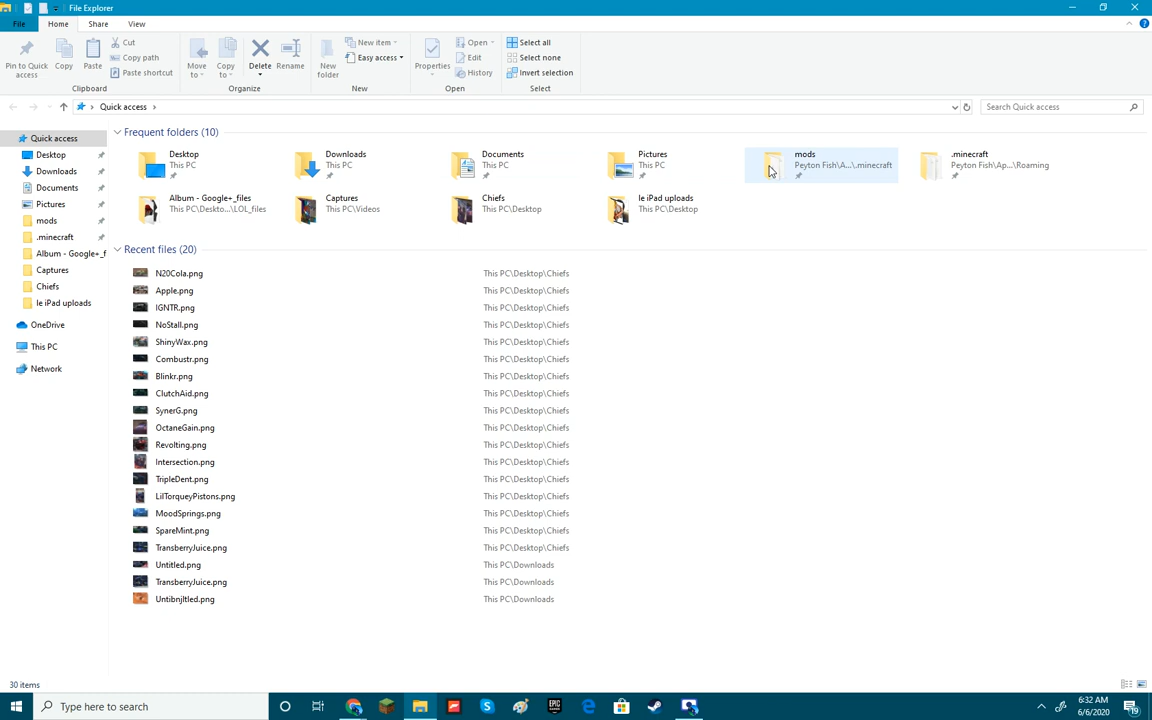 File Explorer
File Home Share View
Pin to Quick access
Copy
Paste
Cut
Copy path
Paste shortcut
Clipboard
Move to
Copy to
Delete
Rename
Organize
New folder
New item
Easy access
New
Properties
Open
Edit
History
Open
Select all
Select none
Invert selection
Select
Quick access
Search Quick access
Quick access
Desktop
Downloads
Documents
Pictures
mods
.minecraft
Album - Google+_f
Captures
Chiefs
le iPad uploads
OneDrive
This PC
Network
Frequent folders (10)
Desktop
This PC
Downloads
This PC
Documents
This PC
Pictures
This PC
mods
Peyton Fish\A...\.minecraft
.minecraft
Peyton Fish\Ap...\Roaming
Album - Google+_files
This PC\Deskto...\LOL_files
Captures
This PC\Videos
Chiefs
This PC\Desktop
le iPad uploads
This PC\Desktop
Recent files (20)
N20Cola.png This PC\Desktop\Chiefs
Apple.png This PC\Desktop\Chiefs
IGNTR.png This PC\Desktop\Chiefs
NoStall.png This PC\Desktop\Chiefs
ShinyWax.png This PC\Desktop\Chiefs
Combustr.png This PC\Desktop\Chiefs
Blinkr.png This PC\Desktop\Chiefs
ClutchAid.png This PC\Desktop\Chiefs
SynerG.png This PC\Desktop\Chiefs
OctaneGain.png This PC\Desktop\Chiefs
Revolting.png This PC\Desktop\Chiefs
Intersection.png This PC\Desktop\Chiefs
TripleDent.png This PC\Desktop\Chiefs
LilTorqueyPistons.png This PC\Desktop\Chiefs
MoodSprings.png This PC\Desktop\Chiefs
SpareMint.png This PC\Desktop\Chiefs
TransberryJuice.png This PC\Desktop\Chiefs
Untitled.png This PC\Downloads
TransberryJuice.png This PC\Downloads
Untibnjltled.png This PC\Downloads
30 items
Type here to search
EPIC GAMES
6:32 AM
6/6/2020
19